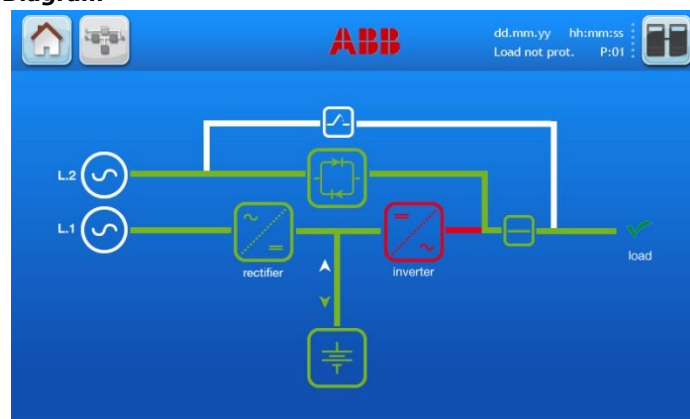 Diagram
ABB
dd.mm.yy hh:mm:ss
Load not prot. P:01
L.2
L.1
rectifier
inverter
load